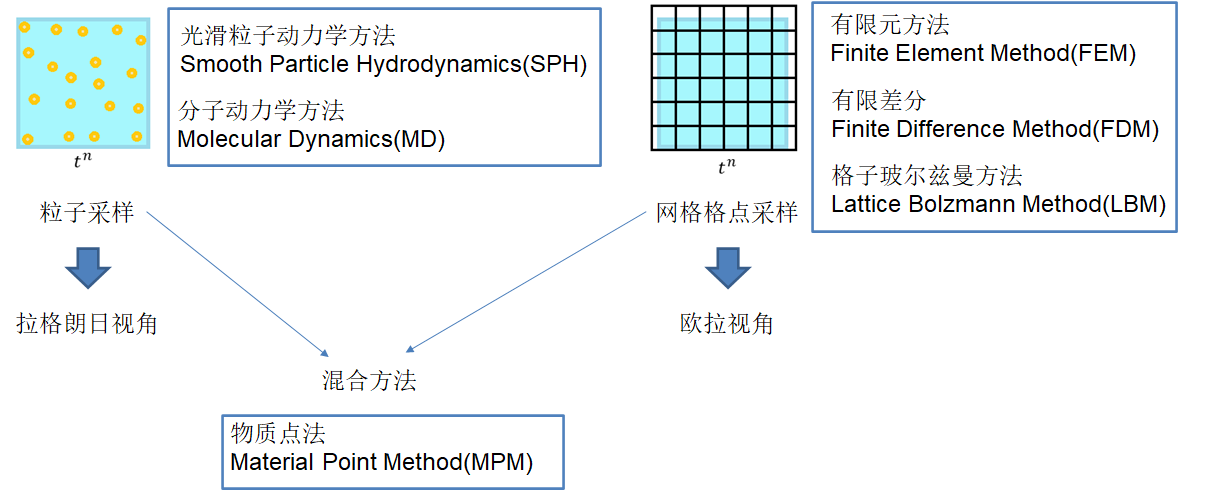 光滑粒子动力学方法
Smooth Particle Hydrodynamics(SPH)
分子动力学方法
Molecular Dynamics(MD)
tⁿ
粒子采样
拉格朗日视角
有限元方法
Finite Element Method(FEM)
有限差分
Finite Difference Method(FDM)
格子玻尔兹曼方法
Lattice Bolzmann Method(LBM)
tⁿ
网格格点采样
欧拉视角
混合方法
物质点法
Material Point Method(MPM)